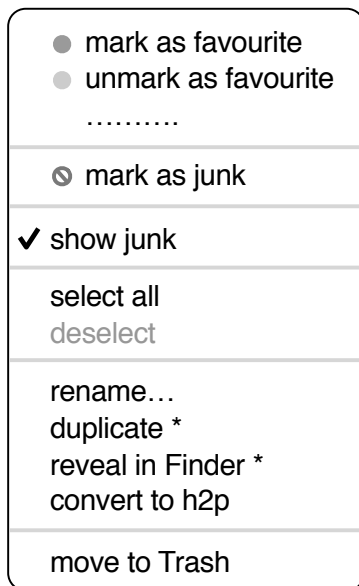 mark as favourite
unmark as favourite
……….
mark as junk
show junk
select all
deselect
rename…
duplicate *
reveal in Finder *
convert to h2p
move to Trash